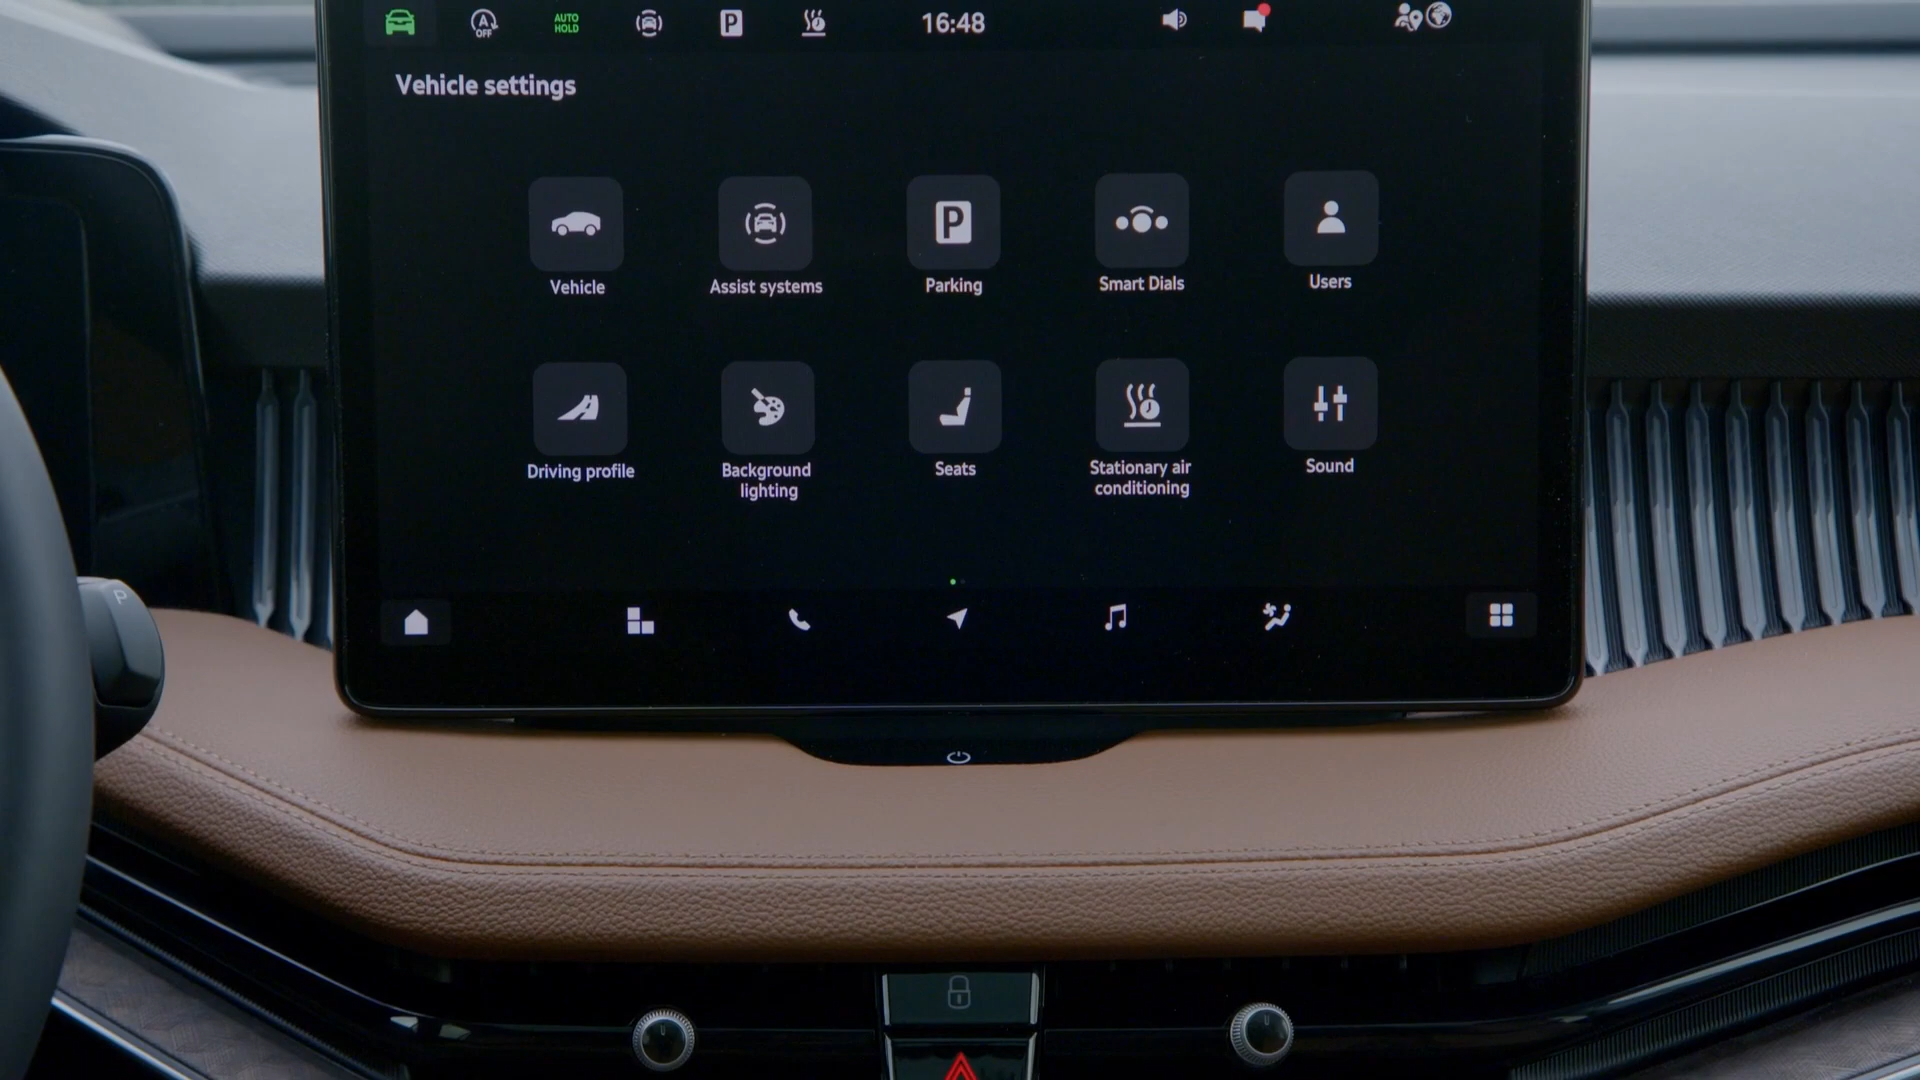 A
OFF
AUTO
HOLD
P
16:48
Vehicle settings
P
Vehicle
Assist systems
Parking
Smart Dials
Users
Driving profile
Background
lighting
Seats
Stationary air
conditioning
Sound
P